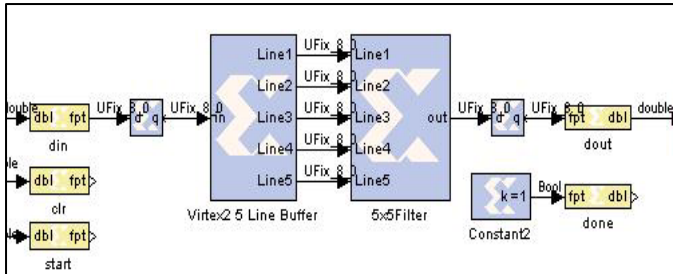 double
dbl fpt
din
UFix_8_0
d q
UFix_8_0
in
Line1
Line2
Line3
Line4
Line5
Virtex2 5 Line Buffer
UFix_8_0
UFix_8_0
UFix_8_0
UFix_8_0
UFix_8_0
Line1
Line2
Line3
Line4
Line5
out
5x5Filter
UFix_8_0
d q
UFix_8_0
fpt dbl
dout
double
ble
dbl fpt
clr
ble
dbl fpt
start
k=1
Constant2
Bool
fpt dbl
done